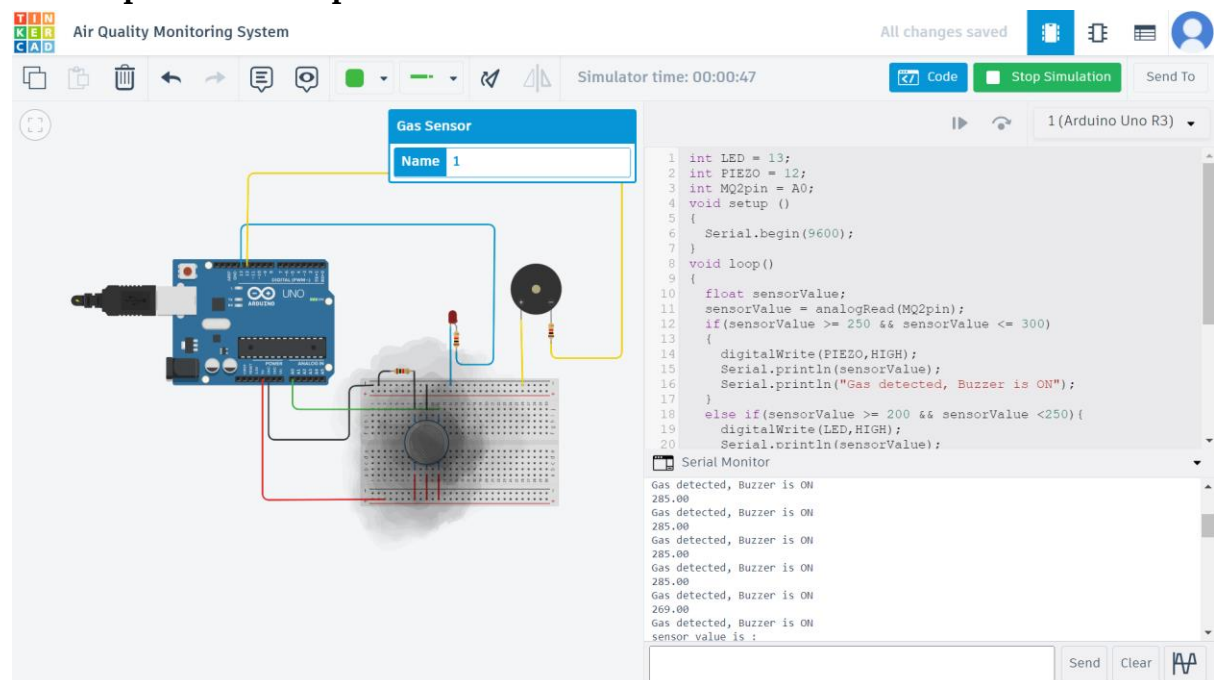 TIN
KER
CAD
Air Quality Monitoring System
All changes saved
Simulator time: 00:00:47
Code
Stop Simulation
Send To
Gas Sensor
Name 1
1 (Arduino Uno R3)
1 int LED = 13;
2 int PIEZO = 12;
3 int MQ2pin = A0;
4 void setup ()
5 {
6 Serial.begin(9600);
7 }
8 void loop()
9 {
10 float sensorValue;
11 sensorValue = analogRead(MQ2pin);
12 if(sensorValue >= 250 && sensorValue <= 300)
13 {
14 digitalWrite(PIEZO,HIGH);
15 Serial.println(sensorValue);
16 Serial.println("Gas detected, Buzzer is ON");
17 }
18 else if(sensorValue >= 200 && sensorValue <250){
19 digitalWrite(LED,HIGH);
20 Serial.println(sensorValue);
UNO
ARDUINO
DIGITAL (PWM ~)
POWER
ANALOG IN
Serial Monitor
Gas detected, Buzzer is ON
285.00
Gas detected, Buzzer is ON
285.00
Gas detected, Buzzer is ON
285.00
Gas detected, Buzzer is ON
285.00
Gas detected, Buzzer is ON
269.00
Gas detected, Buzzer is ON
sensor value is :
Send
Clear